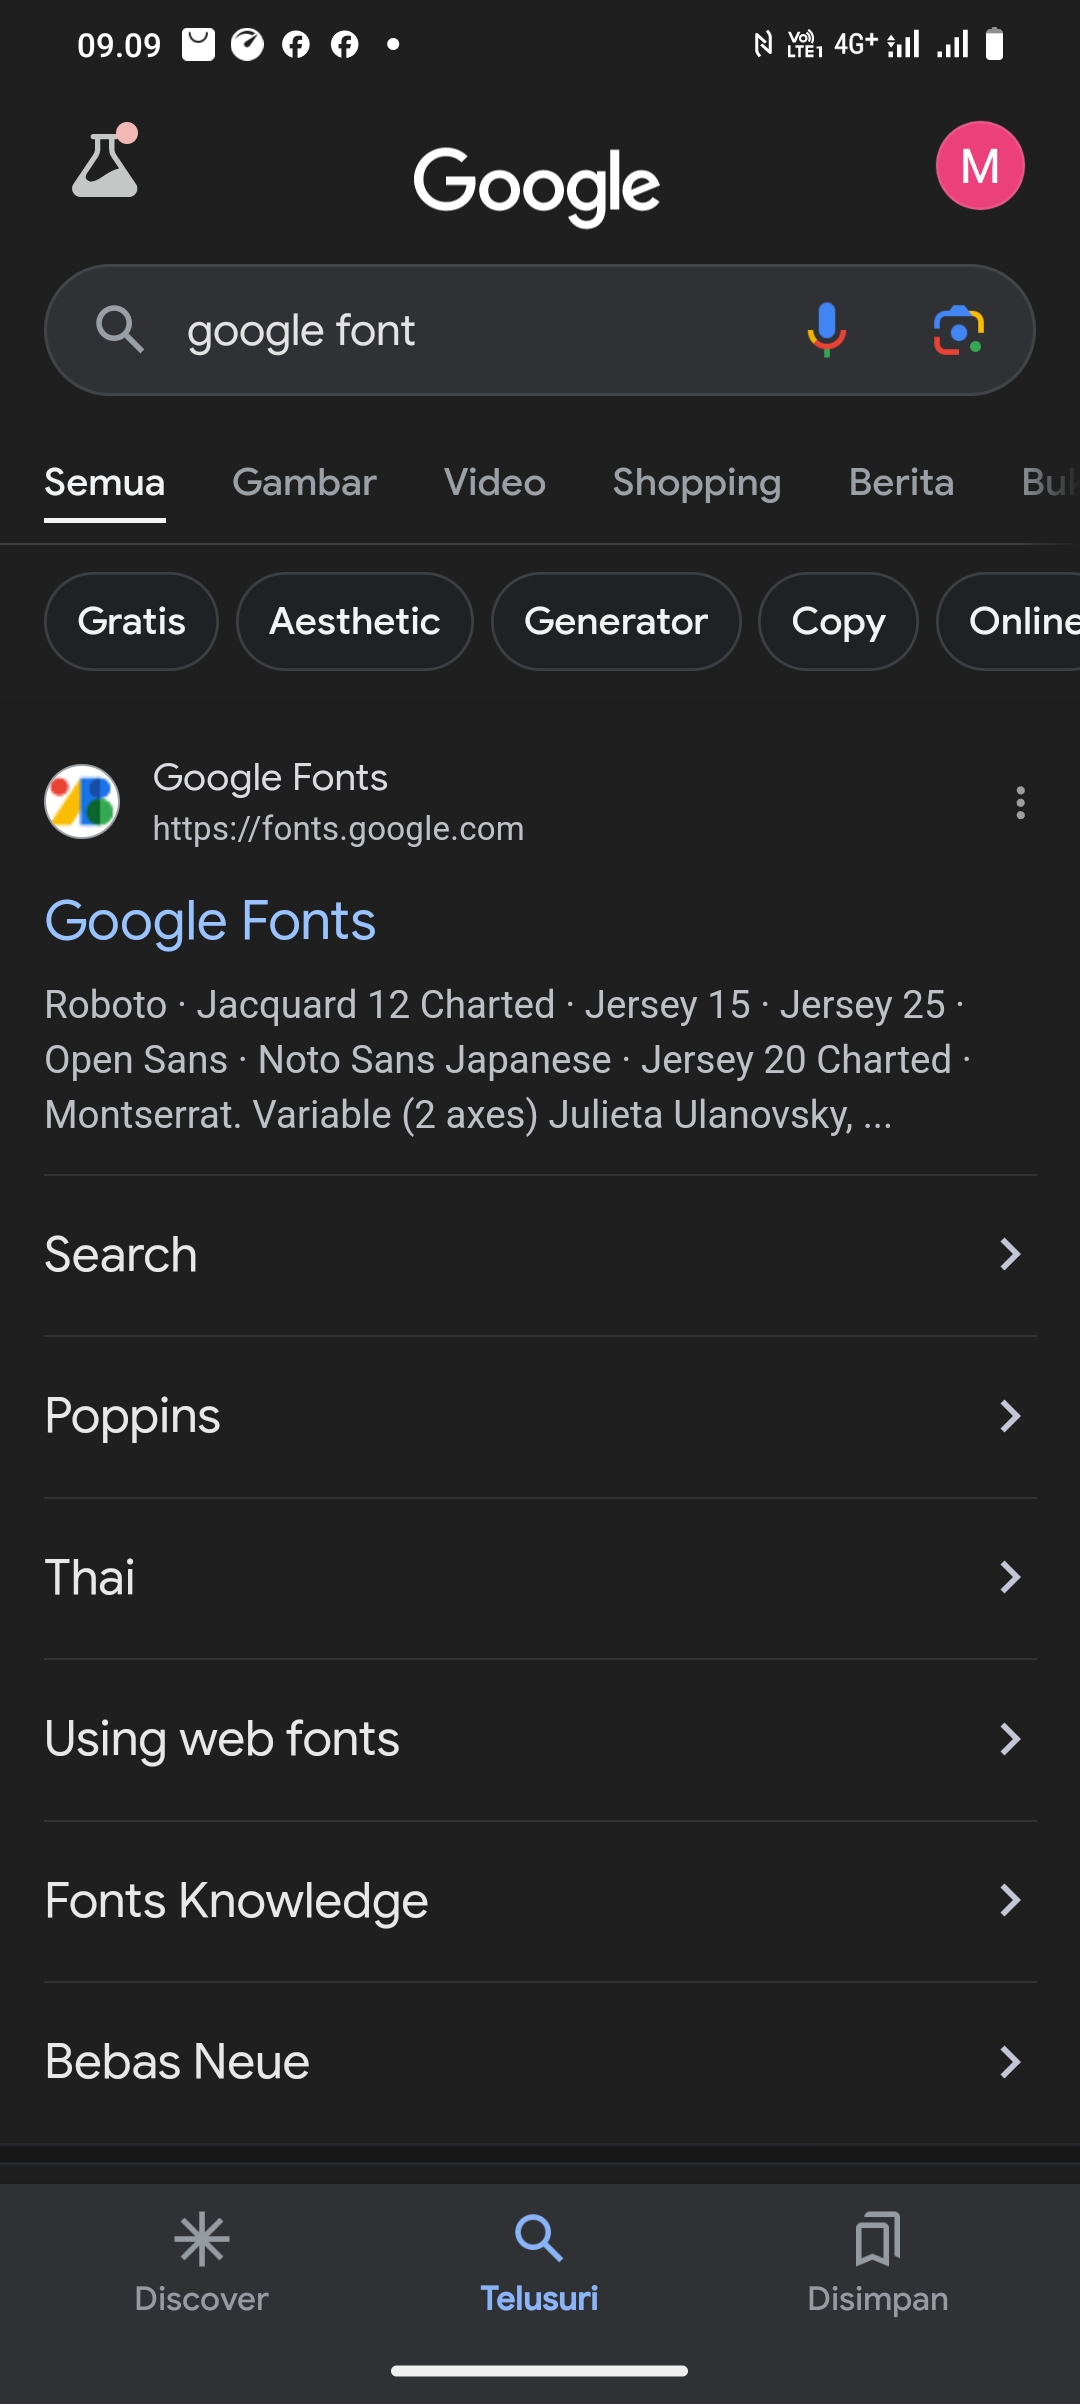 09.09
Vo)) LTE1 4G+
Google
M
google font
Semua Gambar Video Shopping Berita
Gratis Aesthetic Generator Copy Online
Google Fonts
https://fonts.google.com
Google Fonts
Roboto · Jacquard 12 Charted · Jersey 15 · Jersey 25 ·
Open Sans · Noto Sans Japanese · Jersey 20 Charted ·
Montserrat. Variable (2 axes) Julieta Ulanovsky, ...
Search
Poppins
Thai
Using web fonts
Fonts Knowledge
Bebas Neue
Discover Telusuri Disimpan